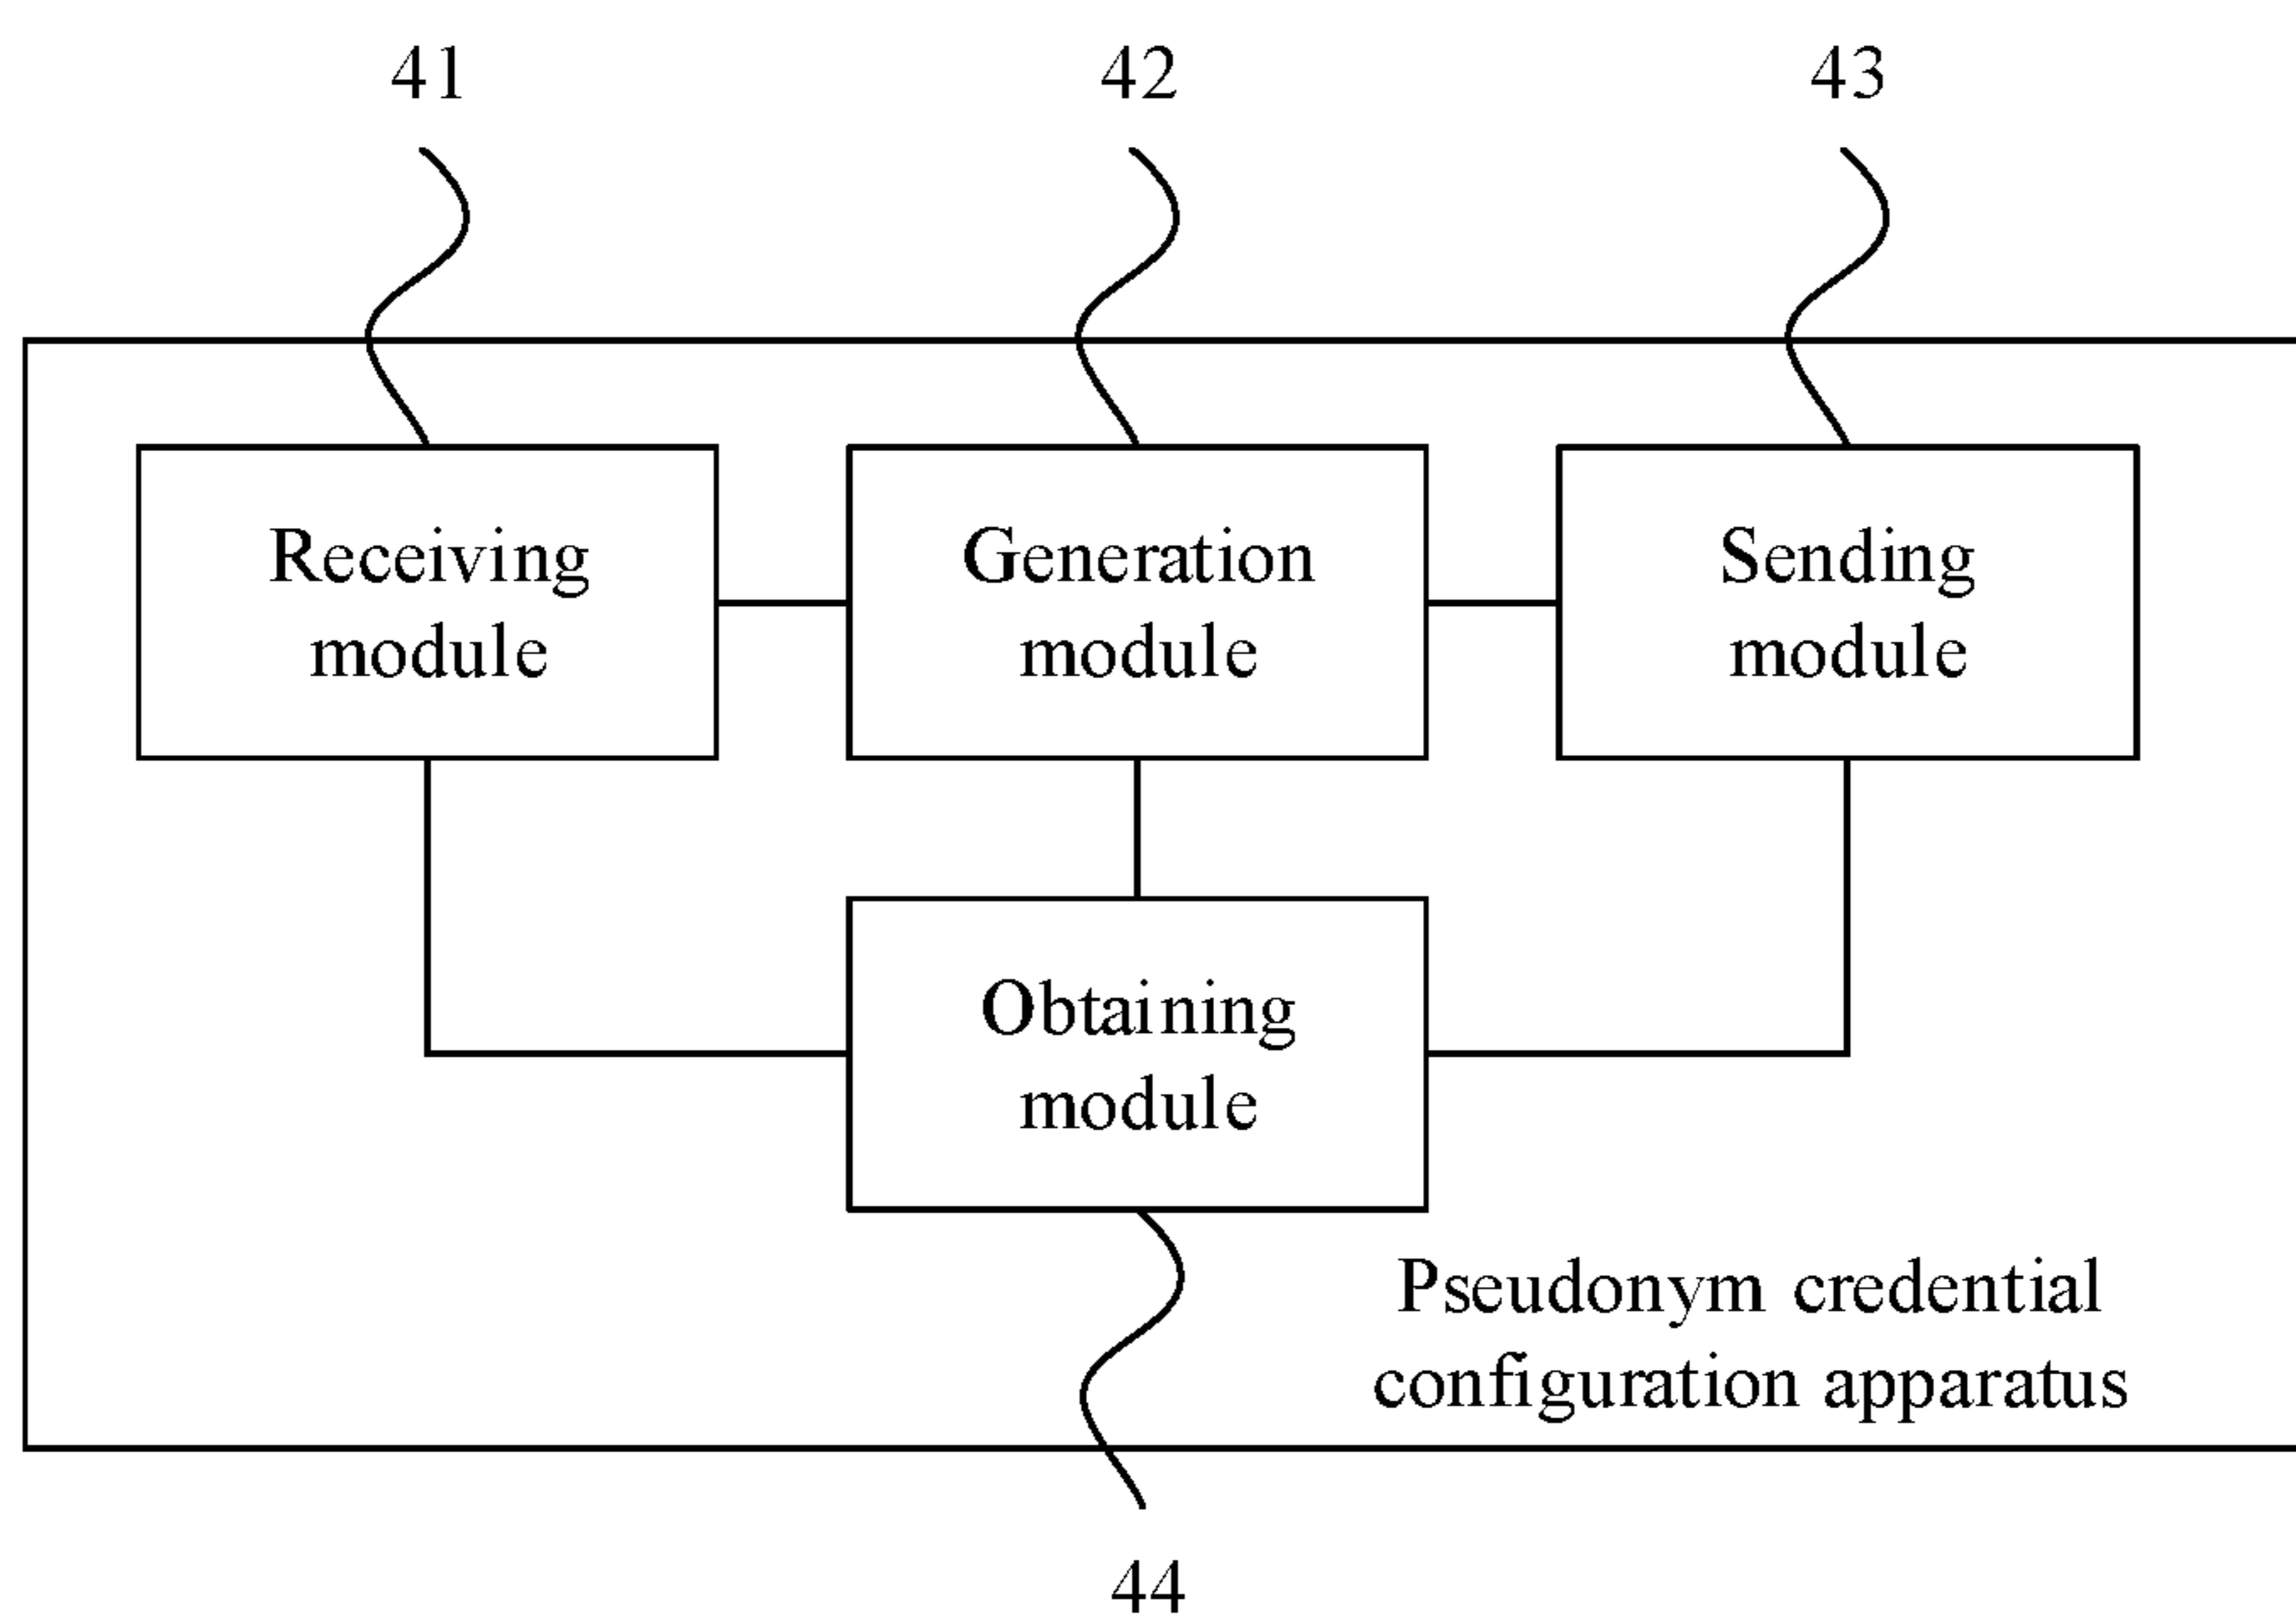 41
42
43
Receiving
module
Generation
module
Sending
module
Obtaining
module
Pseudonym credential
configuration apparatus
44